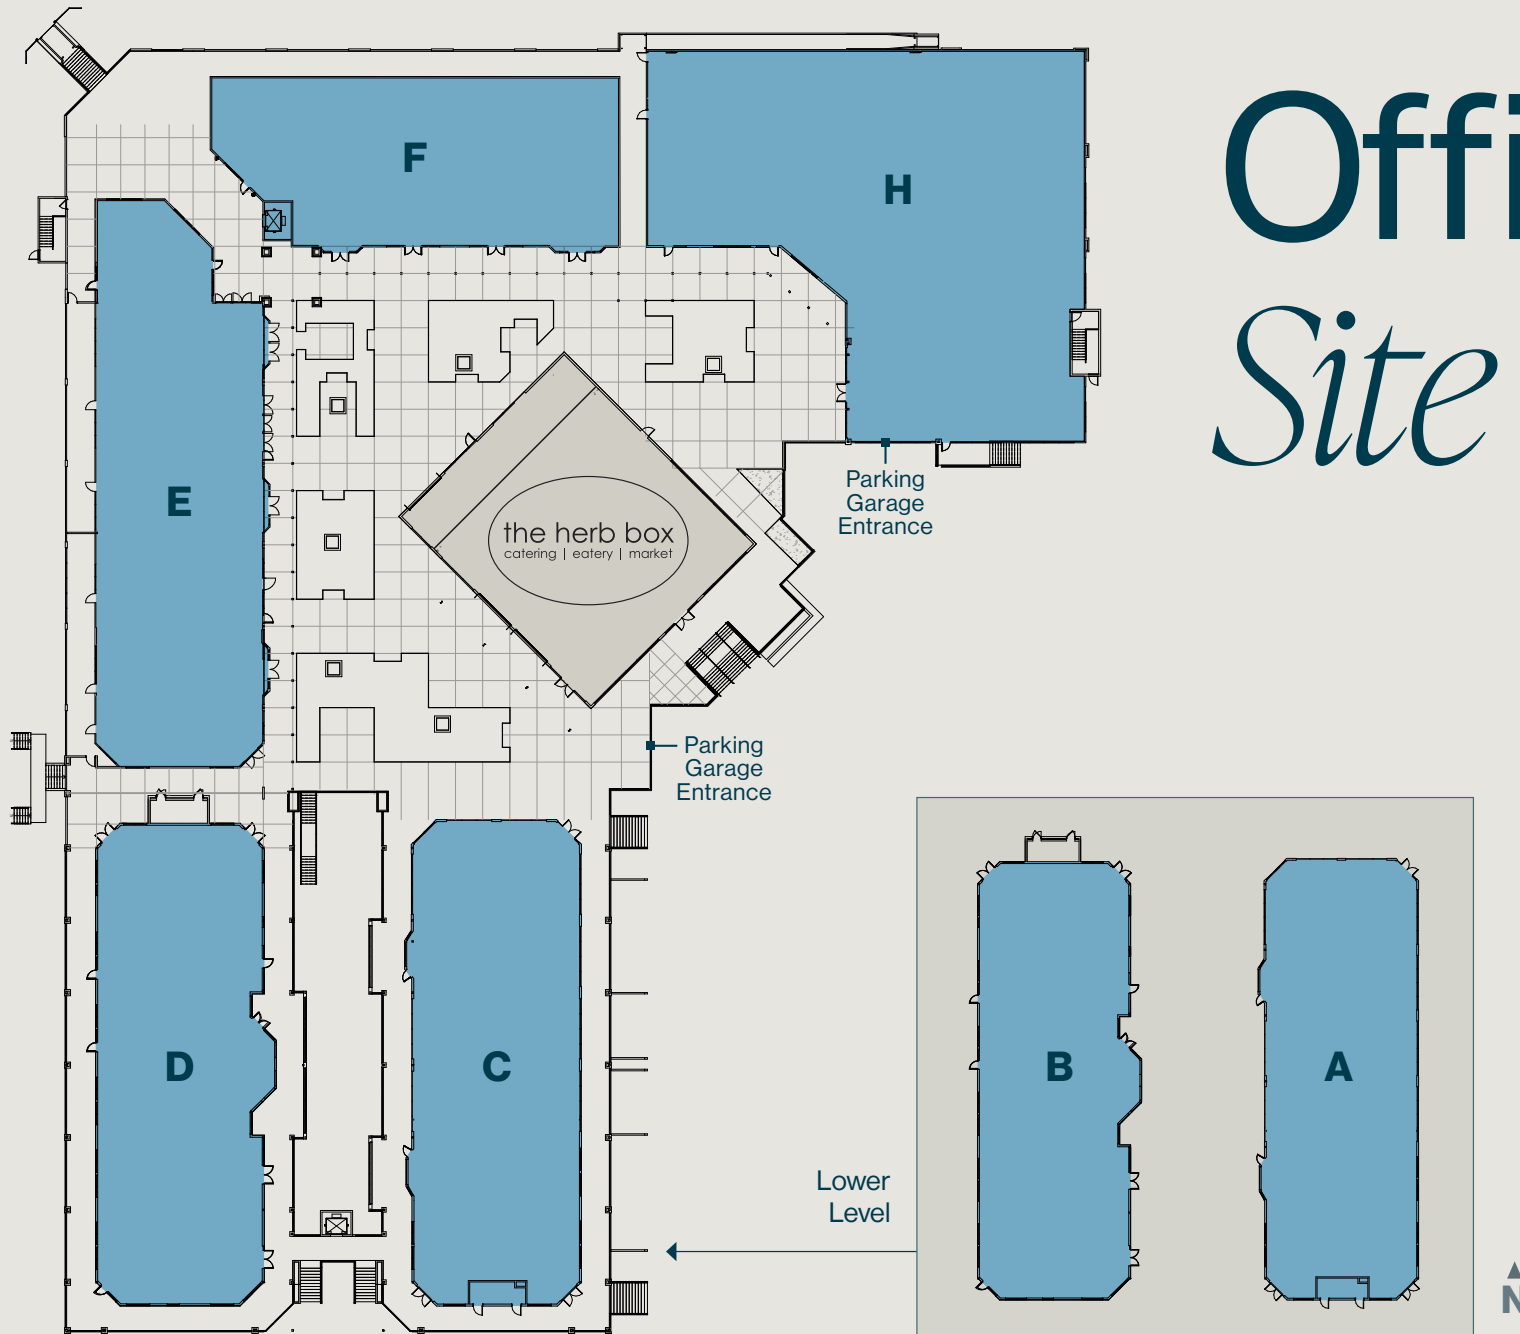 Offi
Site
F
H
E
the herb box
catering | eatery | market
Parking
Garage
Entrance
Parking
Garage
Entrance
D
C
B
A
Lower
Level
N